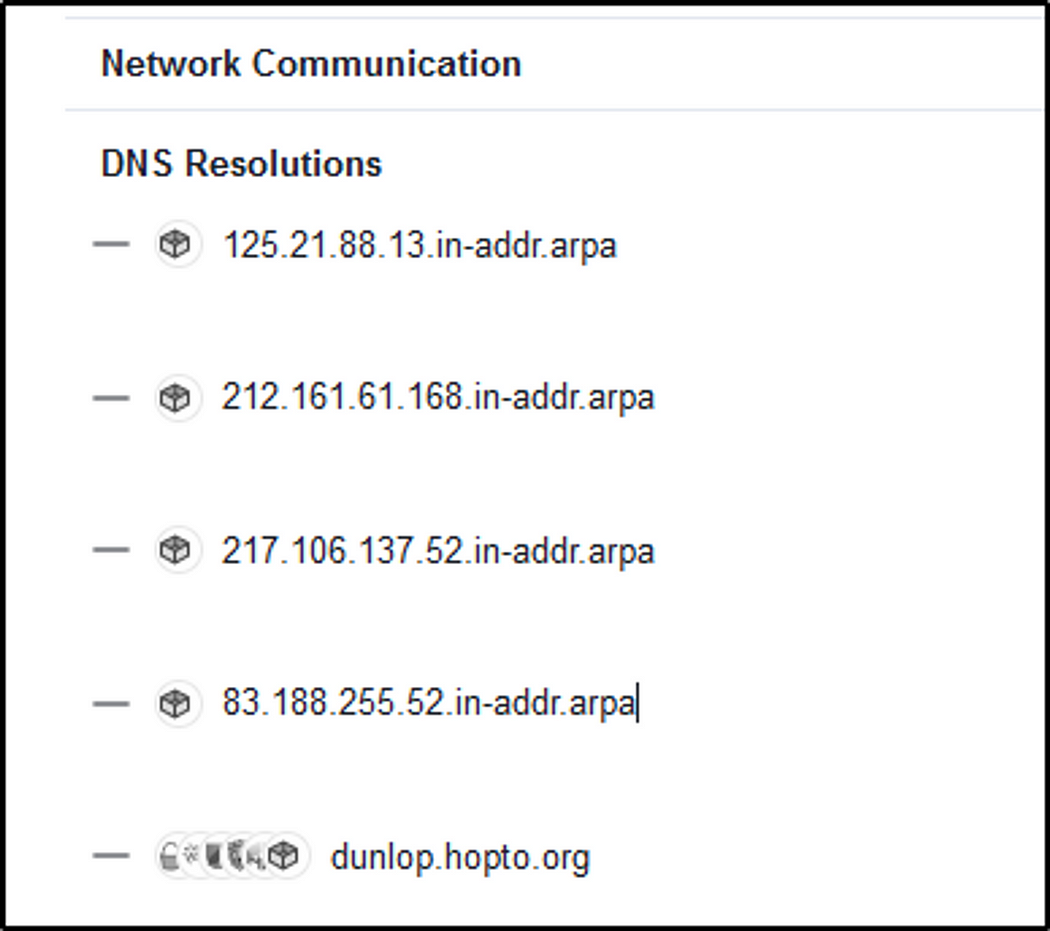 Network Communication
DNS Resolutions
125.21.88.13.in-addr.arpa
212.161.61.168.in-addr.arpa
217.106.137.52.in-addr.arpa
83.188.255.52.in-addr.arpa
dunlop.hopto.org